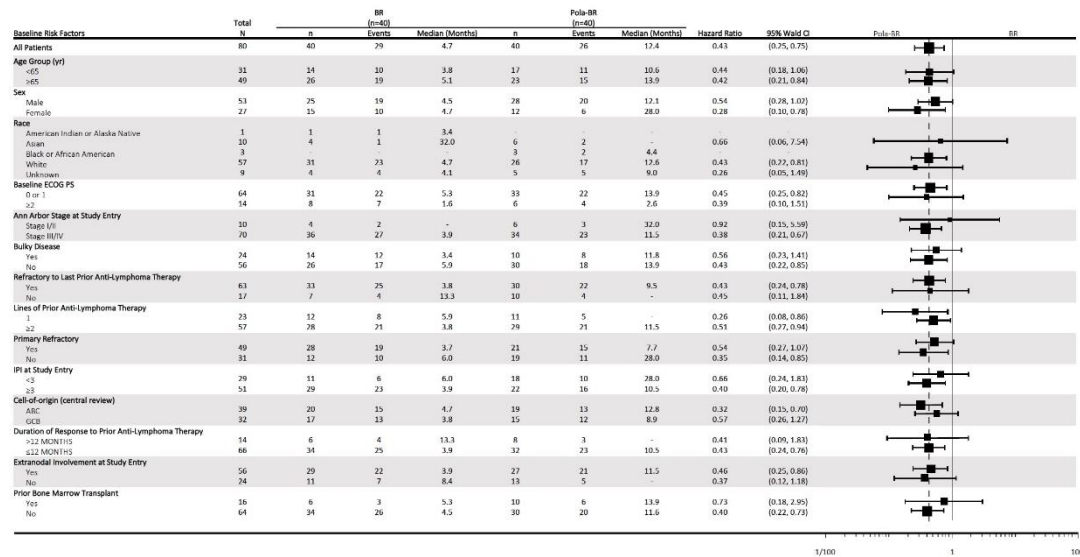 BR Pola-BR
Total (n=40) (n=40)
Baseline Risk Factors N n Events Median (Months) n Events Median (Months) Hazard Ratio 95% Wald CI Pola-BR BR
All Patients 80 40 29 4.7 40 26 12.4 0.43 (0.25, 0.75)
Age Group (yr)
<65 31 14 10 3.8 17 11 10.6 0.44 (0.18, 1.06)
≥65 49 26 19 5.1 23 15 13.9 0.42 (0.21, 0.84)
Sex
Male 53 25 19 4.5 28 20 12.1 0.54 (0.28, 1.02)
Female 27 15 10 4.7 12 6 28.0 0.28 (0.10, 0.78)
Race
American Indian or Alaska Native 1 1 1 3.4 - - - - -
Asian 10 4 1 32.0 6 2 - 0.66 (0.06, 7.54)
Black or African American 3 - - - 3 2 4.4
White 57 31 23 4.7 26 17 12.6 0.43 (0.22, 0.81)
Unknown 9 4 4 4.1 5 5 9.0 0.26 (0.05, 1.49)
Baseline ECOG PS
0 or 1 64 31 22 5.3 33 22 13.9 0.45 (0.25, 0.82)
≥2 14 8 7 1.6 6 4 2.6 0.39 (0.10, 1.51)
Ann Arbor Stage at Study Entry
Stage I/II 10 4 2 - 6 3 32.0 0.92 (0.15, 5.59)
Stage III/IV 70 36 27 3.9 34 23 11.5 0.38 (0.21, 0.67)
Bulky Disease
Yes 24 14 12 3.4 10 8 11.8 0.56 (0.23, 1.41)
No 56 26 17 5.9 30 18 13.9 0.43 (0.22, 0.85)
Refractory to Last Prior Anti-Lymphoma Therapy
Yes 63 33 25 3.8 30 22 9.5 0.43 (0.24, 0.78)
No 17 7 4 13.3 10 4 - 0.45 (0.11, 1.84)
Lines of Prior Anti-Lymphoma Therapy
1 23 12 8 5.9 11 5 - 0.26 (0.08, 0.86)
≥2 57 28 21 3.8 29 21 11.5 0.51 (0.27, 0.94)
Primary Refractory
Yes 49 28 19 3.7 21 15 7.7 0.54 (0.27, 1.07)
No 31 12 10 6.0 19 11 28.0 0.35 (0.14, 0.85)
IPI at Study Entry
<3 29 11 6 6.0 18 10 28.0 0.66 (0.24, 1.83)
≥3 51 29 23 3.9 22 16 10.5 0.40 (0.20, 0.78)
Cell-of-origin (central review)
ABC 39 20 15 4.7 19 13 12.8 0.32 (0.15, 0.70)
GCB 32 17 13 3.8 15 12 8.9 0.57 (0.26, 1.27)
Duration of Response to Prior Anti-Lymphoma Therapy
>12 MONTHS 14 6 4 13.3 8 3 - 0.41 (0.09, 1.83)
≤12 MONTHS 66 34 25 3.9 32 23 10.5 0.43 (0.24, 0.76)
Extranodal Involvement at Study Entry
Yes 56 29 22 3.9 27 21 11.5 0.46 (0.25, 0.86)
No 24 11 7 8.4 13 5 - 0.37 (0.12, 1.18)
Prior Bone Marrow Transplant
Yes 16 6 3 5.3 10 6 13.9 0.73 (0.18, 2.95)
No 64 34 26 4.5 30 20 11.6 0.40 (0.22, 0.73)
1/100 1